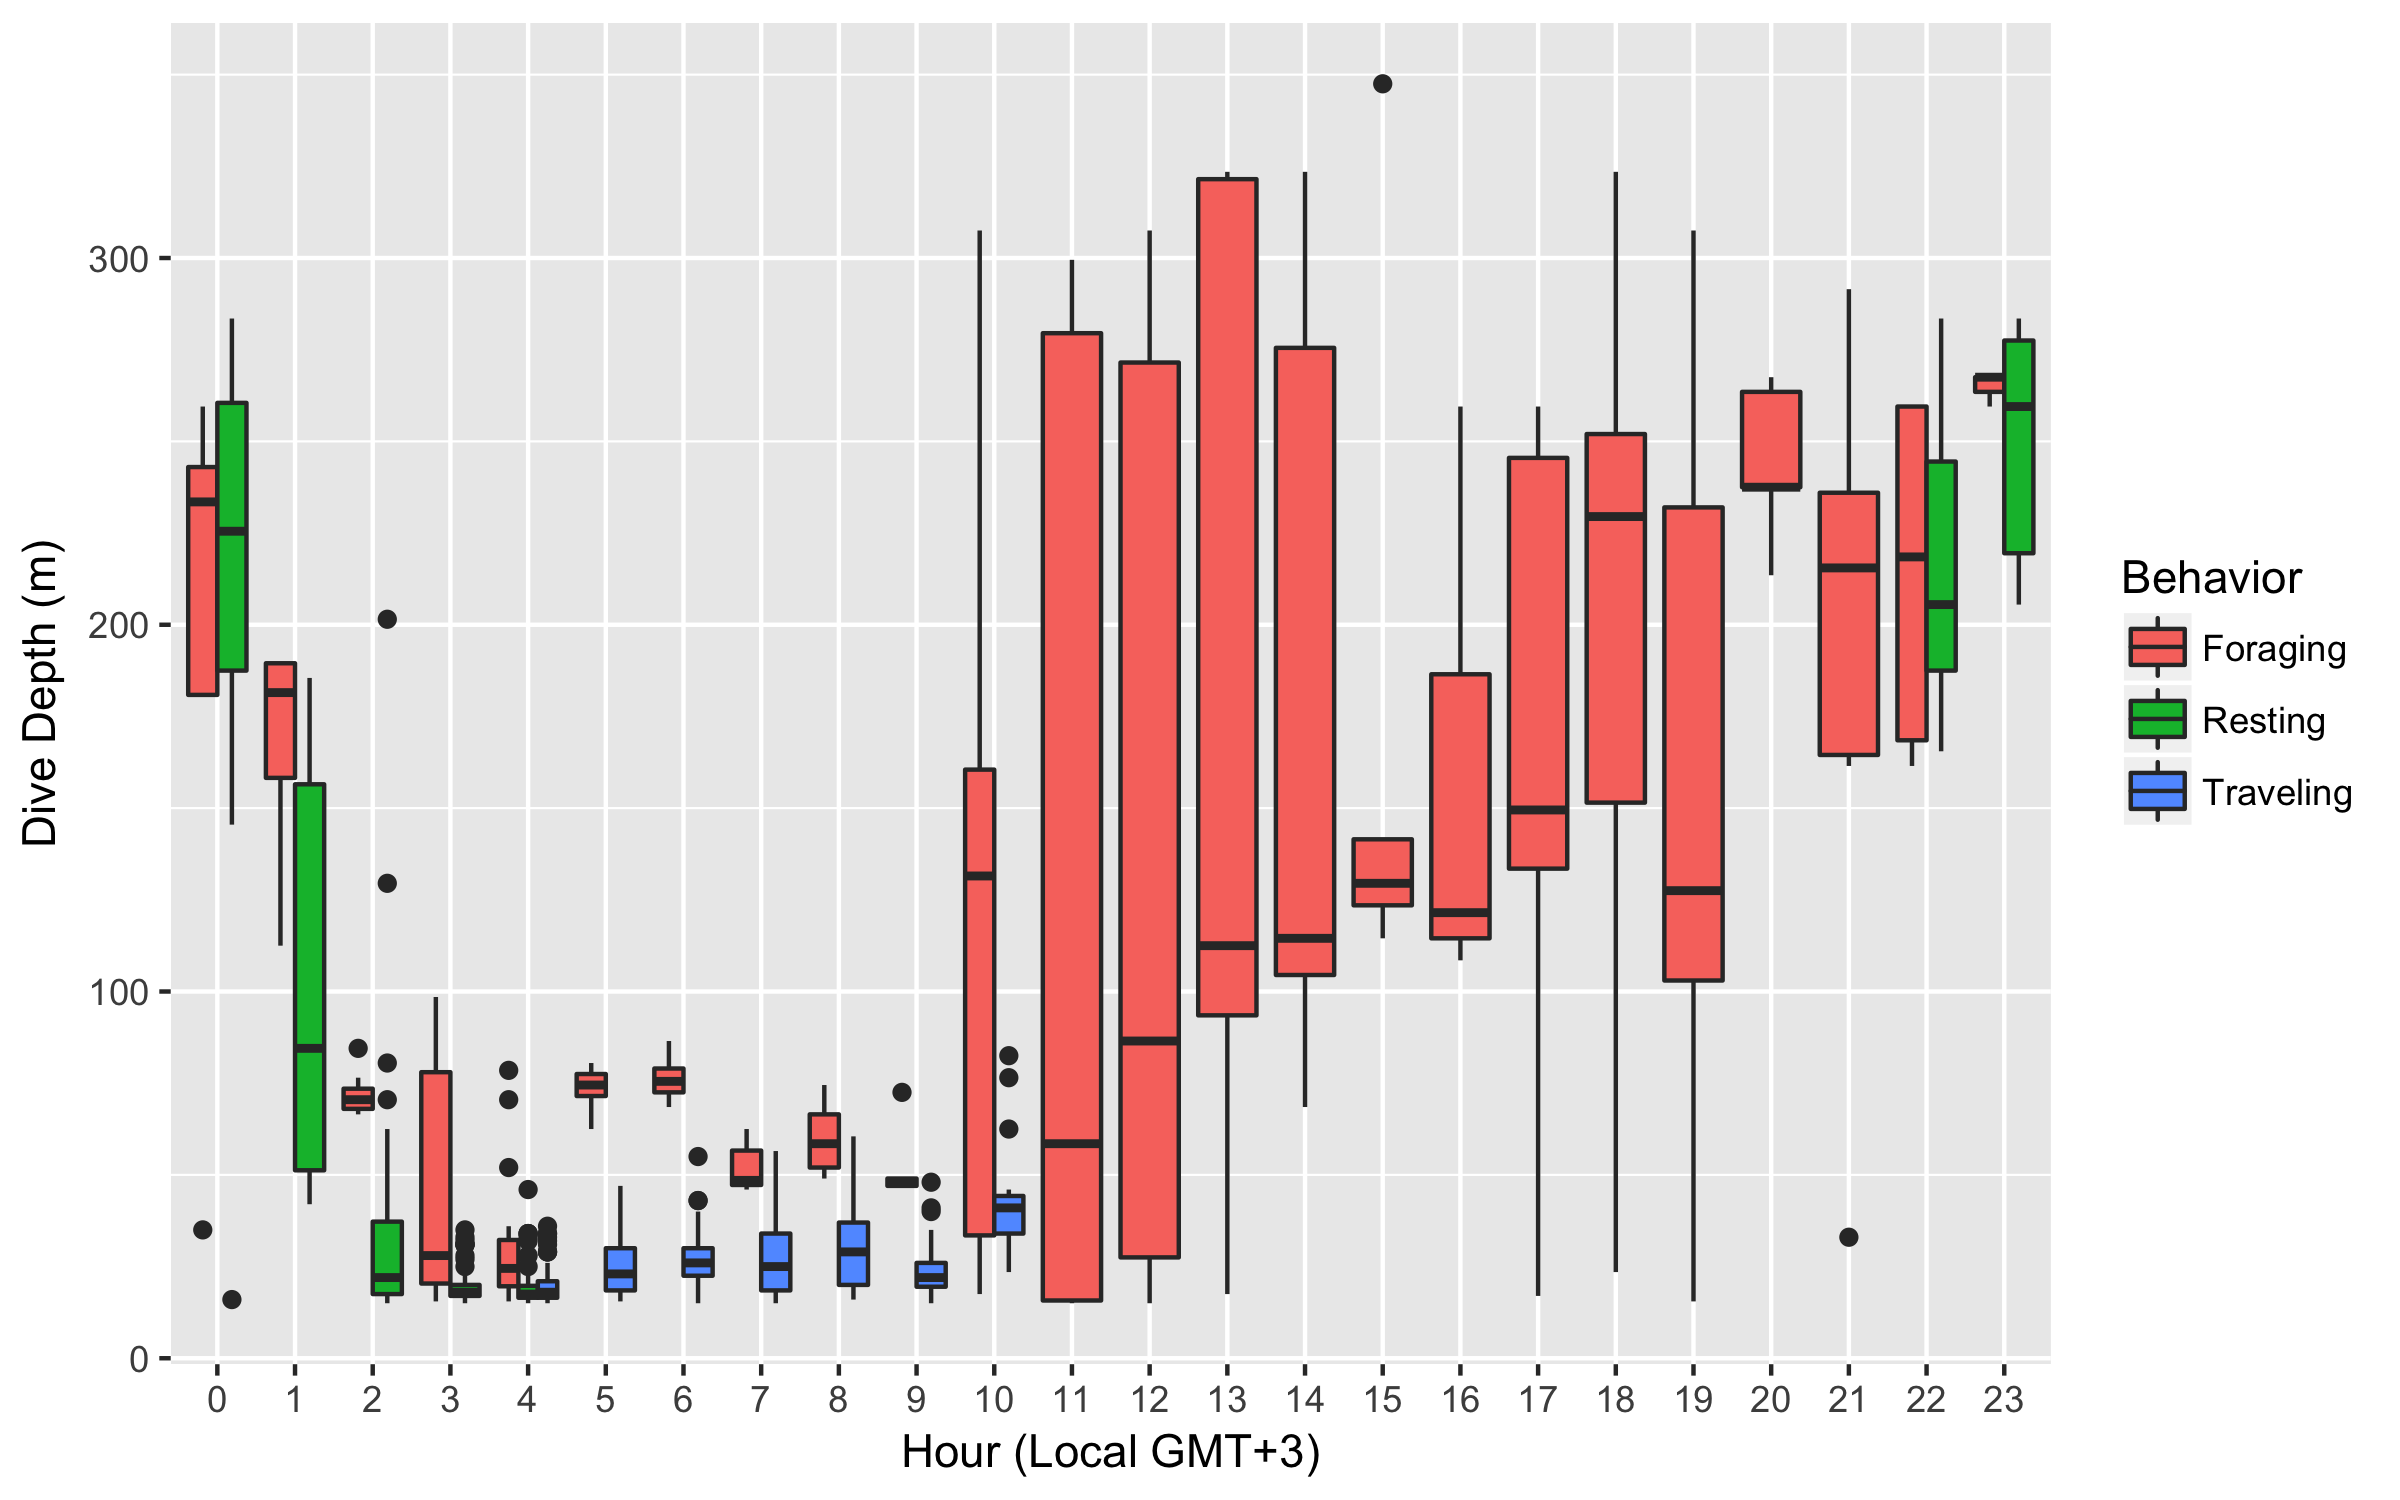 Dive Depth (m)
300
200
100
0
0 1 2 3 4 5 6 7 8 9 10 11 12 13 14 15 16 17 18 19 20 21 22 23
Hour (Local GMT+3)
Behavior
Foraging
Resting
Traveling